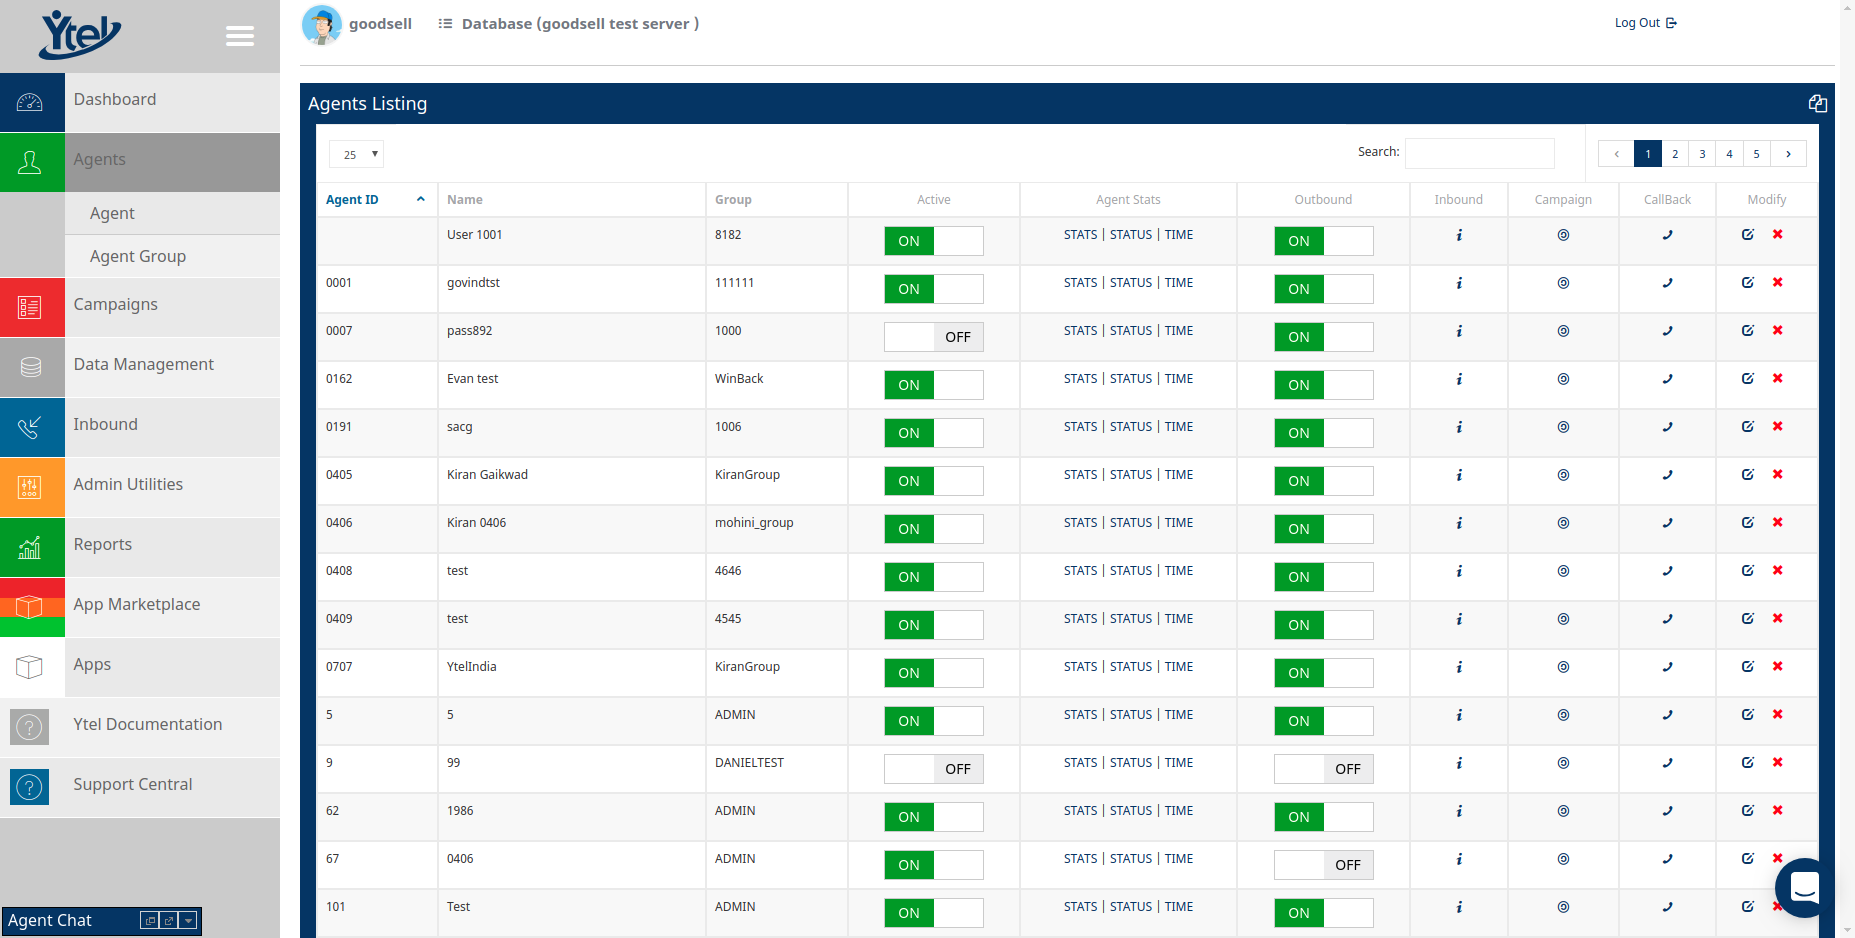 Ytel
goodsell
Database (goodsell test server )
Log Out
Dashboard
Agents
Agent
Agent Group
Campaigns
Data Management
Inbound
Admin Utilities
Reports
App Marketplace
Apps
Ytel Documentation
Support Central
Agent Chat
Agents Listing
25
Search:
‹ 1 2 3 4 5 ›
Agent ID Name Group Active Agent Stats Outbound Inbound Campaign CallBack Modify
User 1001 8182 ON STATS | STATUS | TIME ON
0001 govindtst 111111 ON STATS | STATUS | TIME ON
0007 pass892 1000 OFF STATS | STATUS | TIME ON
0162 Evan test WinBack ON STATS | STATUS | TIME ON
0191 sacg 1006 ON STATS | STATUS | TIME ON
0405 Kiran Gaikwad KiranGroup ON STATS | STATUS | TIME ON
0406 Kiran 0406 mohini_group ON STATS | STATUS | TIME ON
0408 test 4646 ON STATS | STATUS | TIME ON
0409 test 4545 ON STATS | STATUS | TIME ON
0707 YtelIndia KiranGroup ON STATS | STATUS | TIME ON
5 5 ADMIN ON STATS | STATUS | TIME ON
9 99 DANIELTEST OFF STATS | STATUS | TIME OFF
62 1986 ADMIN ON STATS | STATUS | TIME ON
67 0406 ADMIN ON STATS | STATUS | TIME OFF
101 Test ADMIN ON STATS | STATUS | TIME ON